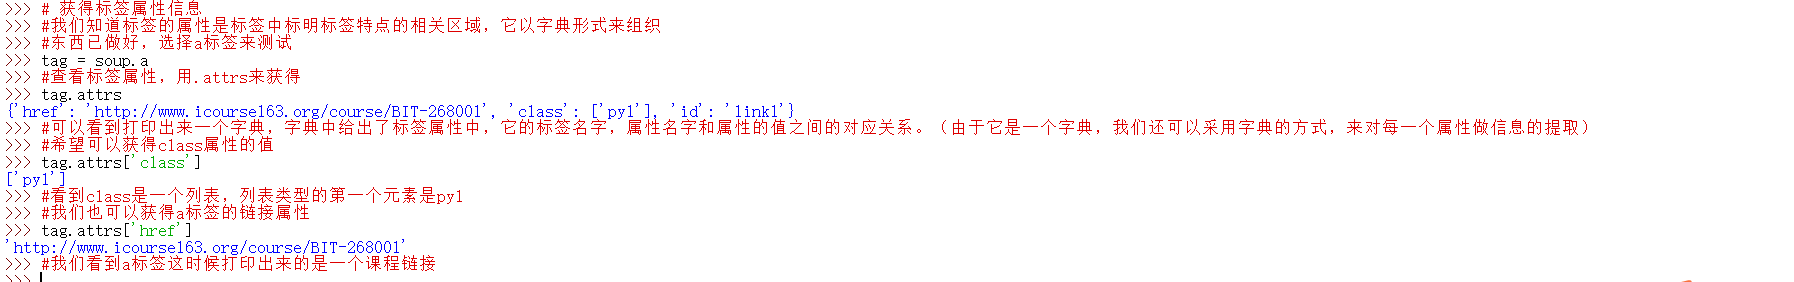 >>> # 获得标签属性信息
>>> #我们知道标签的属性是标签中标明标签特点的相关区域，它以字典形式来组织
>>> #东西已做好，选择a标签来测试
>>> tag = soup.a
>>> #查看标签属性，用.attrs来获得
>>> tag.attrs
{'href': 'http://www.icourse163.org/course/BIT-268001', 'class': ['py1'], 'id': 'link1'}
>>> #可以看到打印出来一个字典，字典中给出了标签属性中，它的标签名字，属性名字和属性的值之间的对应关系。（由于它是一个字典，我们还可以采用字典的方式，来对每一个属性做信息的提取）
>>> #希望可以获得class属性的值
>>> tag.attrs['class']
['py1']
>>> #看到class是一个列表，列表类型的第一个元素是py1
>>> #我们也可以获得a标签的链接属性
>>> tag.attrs['href']
'http://www.icourse163.org/course/BIT-268001'
>>> #我们看到a标签这时候打印出来的是一个课程链接
>>>